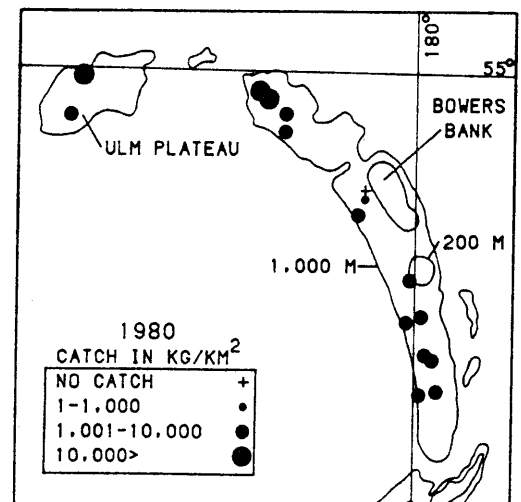 180°
55°
BOWERS
BANK
ULM PLATEAU
200 M
1,000 M
1980
CATCH IN KG/KM2
NO CATCH +
1-1,000
1,001-10,000
10,000>